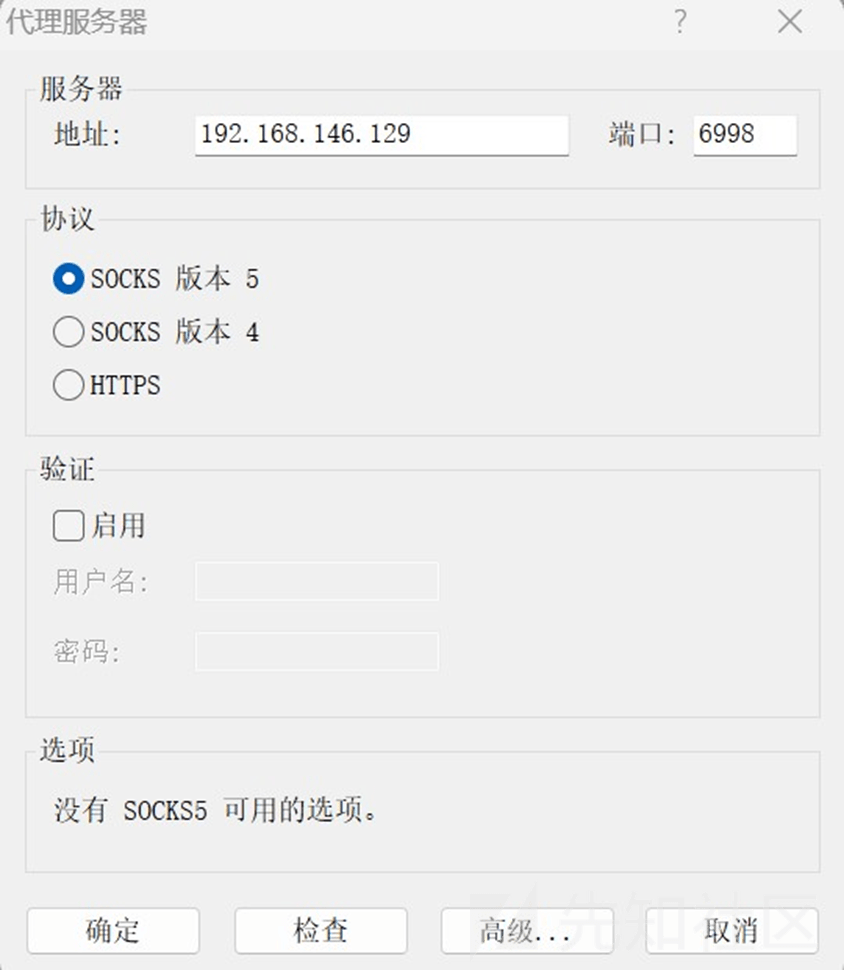 代理服务器 ?
服务器
地址: 192.168.146.129 端口: 6998
协议
SOCKS 版本 5
SOCKS 版本 4
HTTPS
验证
启用
用户名:
密码:
选项
没有 SOCKS5 可用的选项。
确定 检查 高级... 取消
先知社区